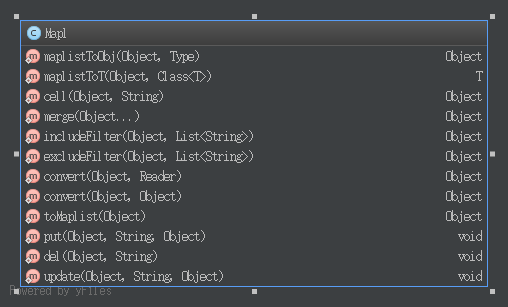 Mapl
maplistToObj(Object, Type) Object
maplistToT(Object, Class<T>) T
cell(Object, String) Object
merge(Object...) Object
includeFilter(Object, List<String>) Object
excludeFilter(Object, List<String>) Object
convert(Object, Reader) Object
convert(Object, Object) Object
toMaplist(Object) Object
put(Object, String, Object) void
del(Object, String) void
update(Object, String, Object) void
Powered by yFiles